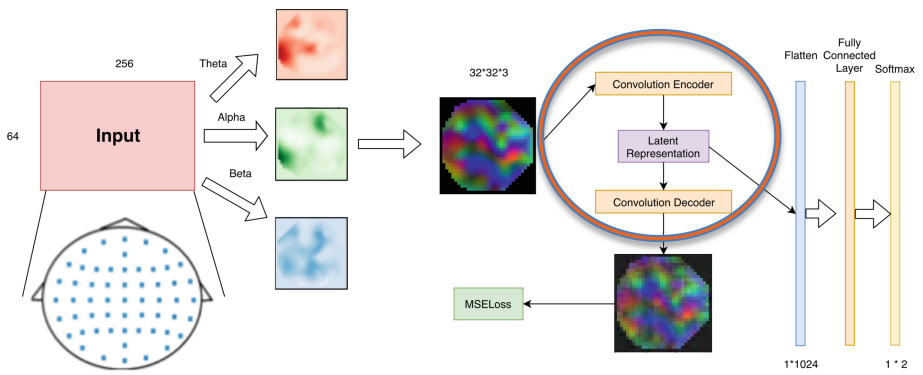 256
64
Input
Theta
Alpha
Beta
32*32*3
Convolution Encoder
Latent
Representation
Convolution Decoder
MSELoss
Flatten
Fully
Connected
Layer
Softmax
1*1024
1 * 2